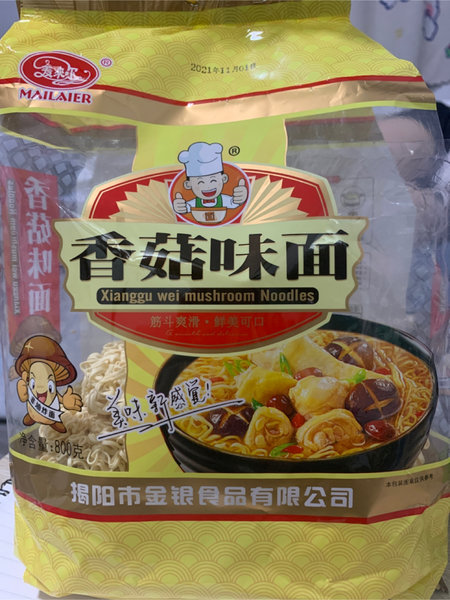 2021年11月01日
麦来尔
®
MAILAIER
®
香菇味面
Xianggu wei mushroom Noodles
筋斗爽滑·鲜美可口
香菇味面
美味新感觉!
净含量:800克
揭阳市金银食品有限公司